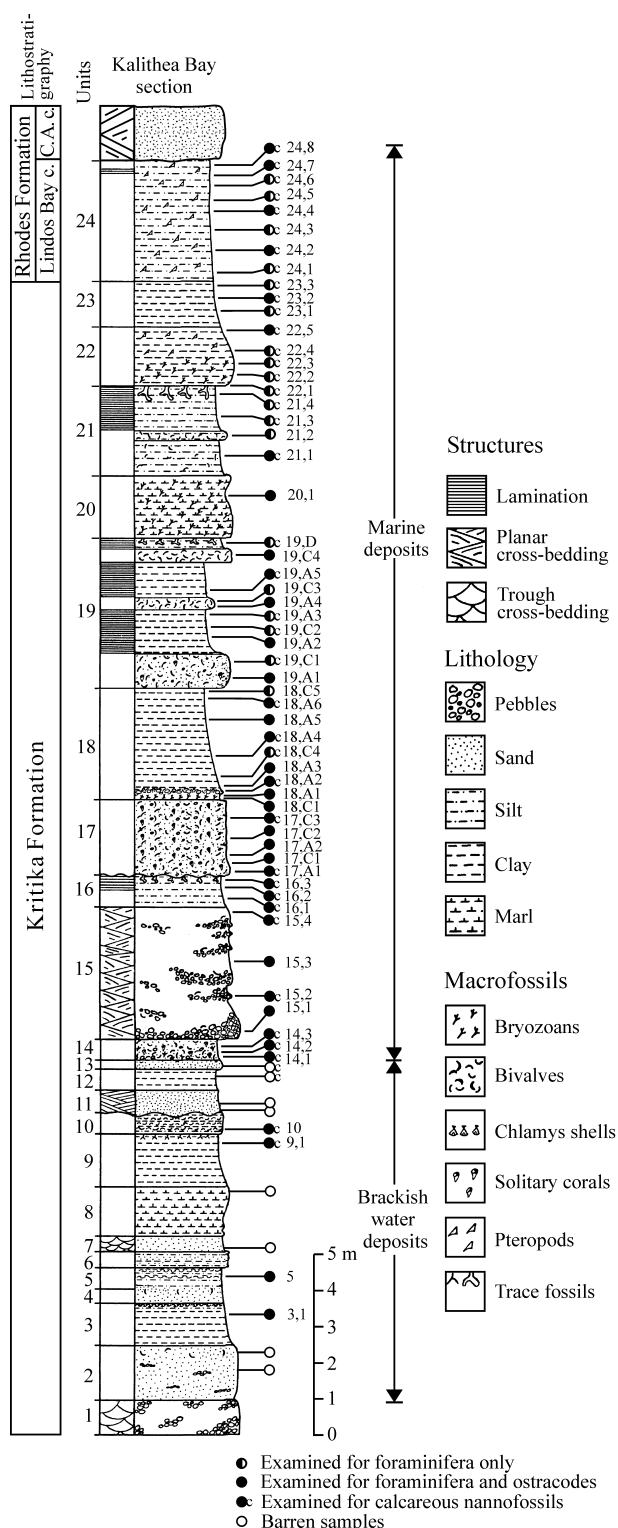 Lithostrati-
graphy
Units
Kalithea Bay
section
Rhodes Formation
Lindos Bay c.
C.A. c.
Kritika Formation
24
23
22
21
20
19
18
17
16
15
14
13
12
11
10
9
8
7
6
5
4
3
2
1
c 24,8
c 24,7
c 24,6
c 24,5
c 24,4
c 24,3
c 24,2
c 24,1
c 23,3
c 23,2
c 23,1
c 22,5
c 22,4
c 22,3
c 22,2
c 22,1
c 21,4
c 21,3
21,2
21,1
20,1
c 19,D
19,C4
c 19,A5
19,C3
19,A4
c 19,A3
c 19,C2
19,A2
c 19,C1
19,A1
18,C5
c 18,A6
18,A5
c 18,A4
c 18,C4
18,A3
c 18,A2
18,A1
18,C1
c 17,C3
17,C2
17,A2
17,C1
c 17,A1
c 16,3
c 16,2
c 16,1
15,4
15,3
c 15,2
15,1
14,3
c 14,2
c 14,1
c
c
c 10
c 9,1
5
3,1
5 m
4
3
2
1
0
Marine
deposits
Brackish
water
deposits
Structures
Lamination
Planar
cross-bedding
Trough
cross-bedding
Lithology
Pebbles
Sand
Silt
Clay
Marl
Macrofossils
Bryozoans
Bivalves
Chlamys shells
Solitary corals
Pteropods
Trace fossils
Examined for foraminifera only
Examined for foraminifera and ostracodes
c Examined for calcareous nannofossils
Barren samples